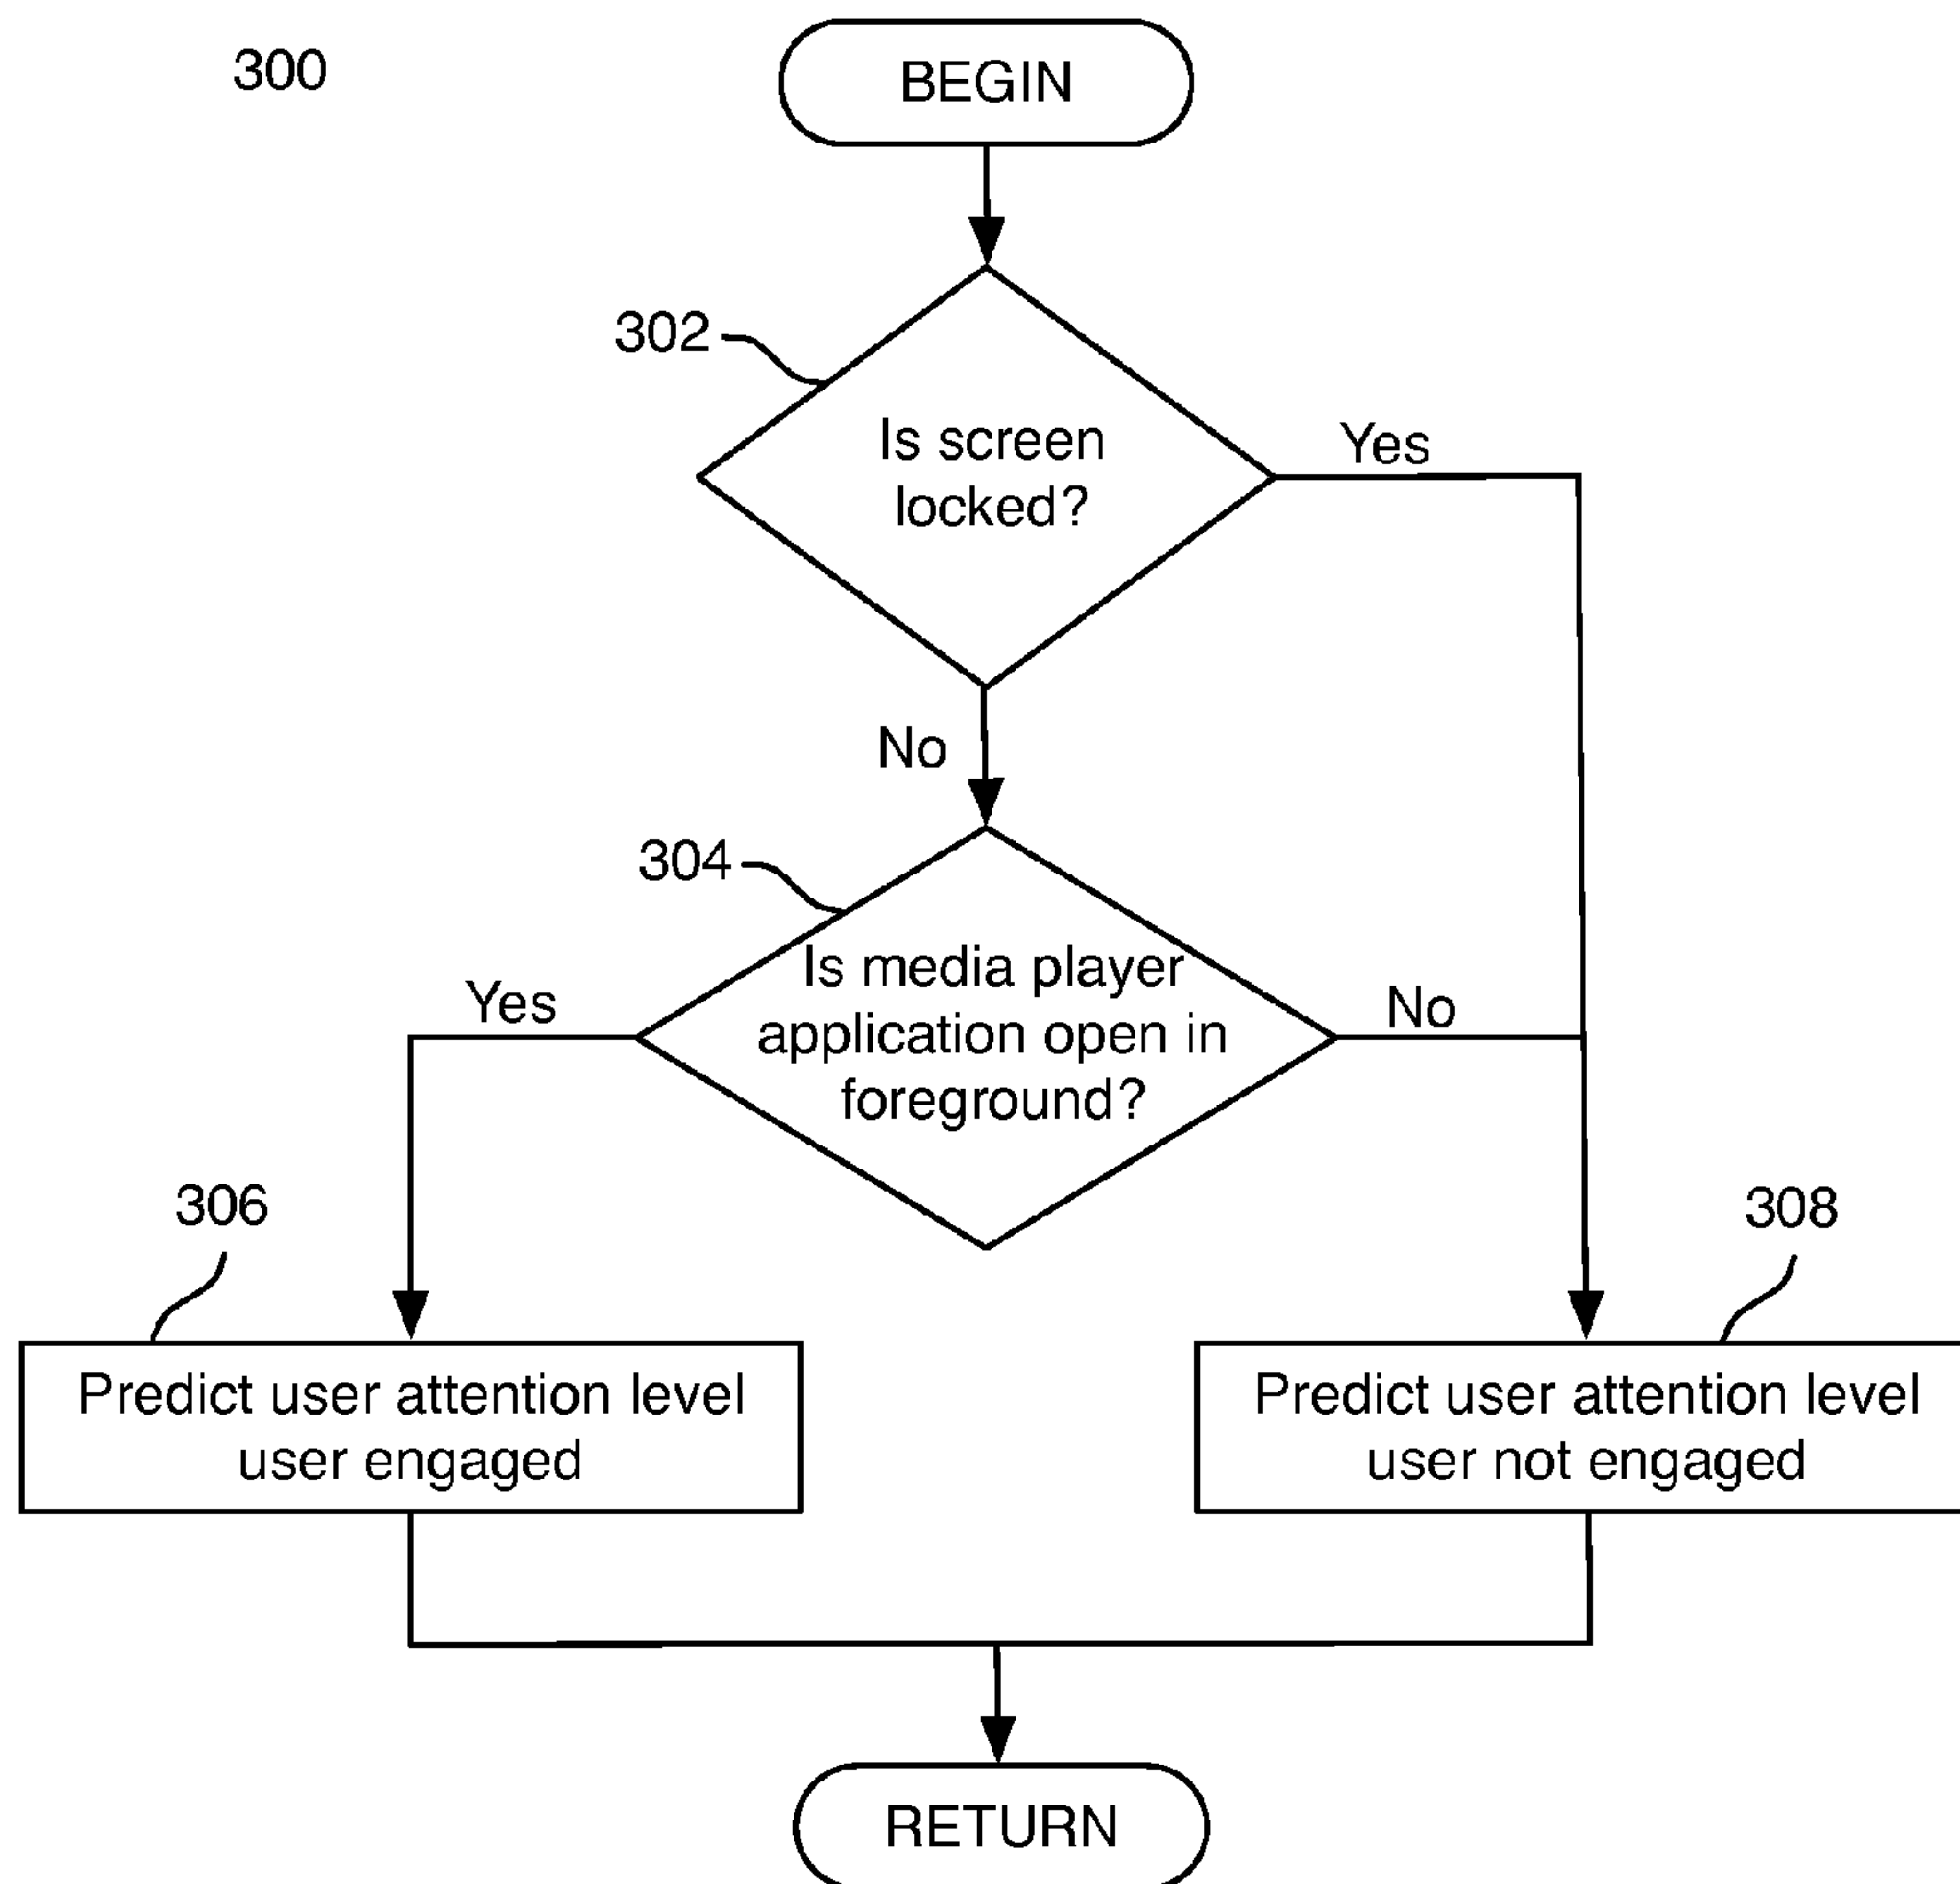 300
BEGIN
302
Is screen
locked?
Yes
No
304
Is media player
application open in
foreground?
Yes
No
306
308
Predict user attention level
user engaged
Predict user attention level
user not engaged
RETURN